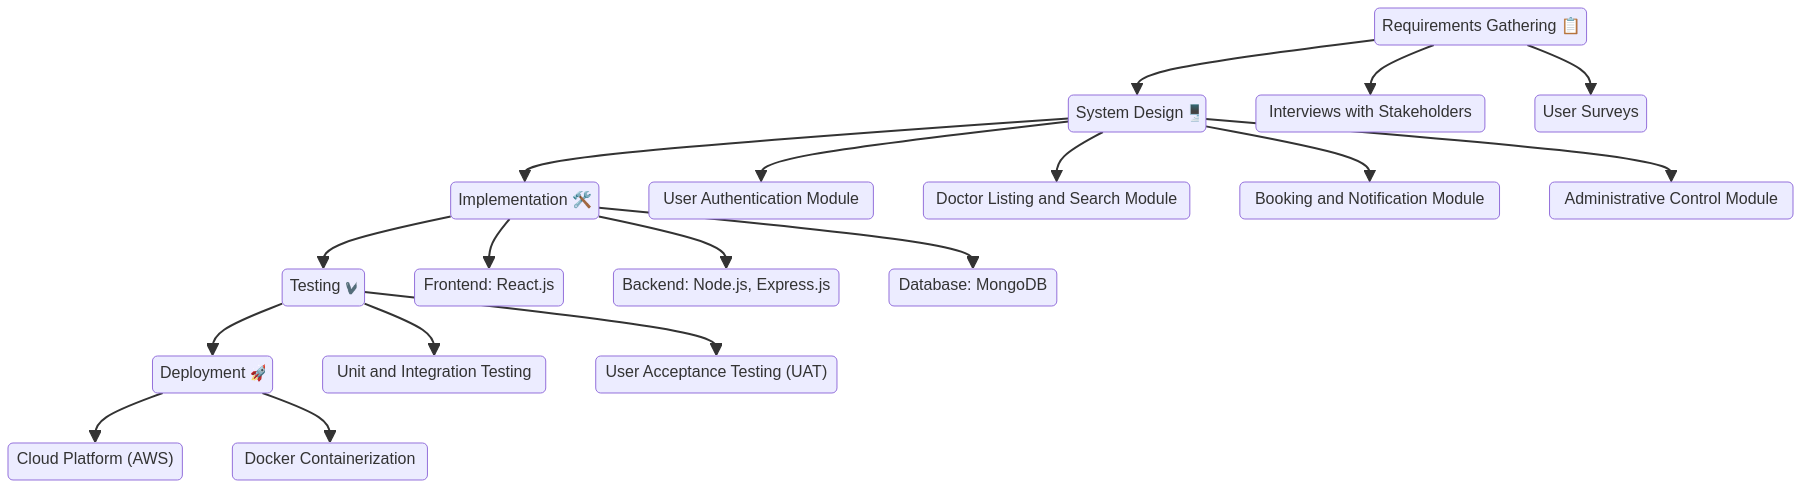 Requirements Gathering 📋
System Design 🖥️
Interviews with Stakeholders
User Surveys
Implementation 🛠️
User Authentication Module
Doctor Listing and Search Module
Booking and Notification Module
Administrative Control Module
Testing ✔️
Frontend: React.js
Backend: Node.js, Express.js
Database: MongoDB
Deployment 🚀
Unit and Integration Testing
User Acceptance Testing (UAT)
Cloud Platform (AWS)
Docker Containerization